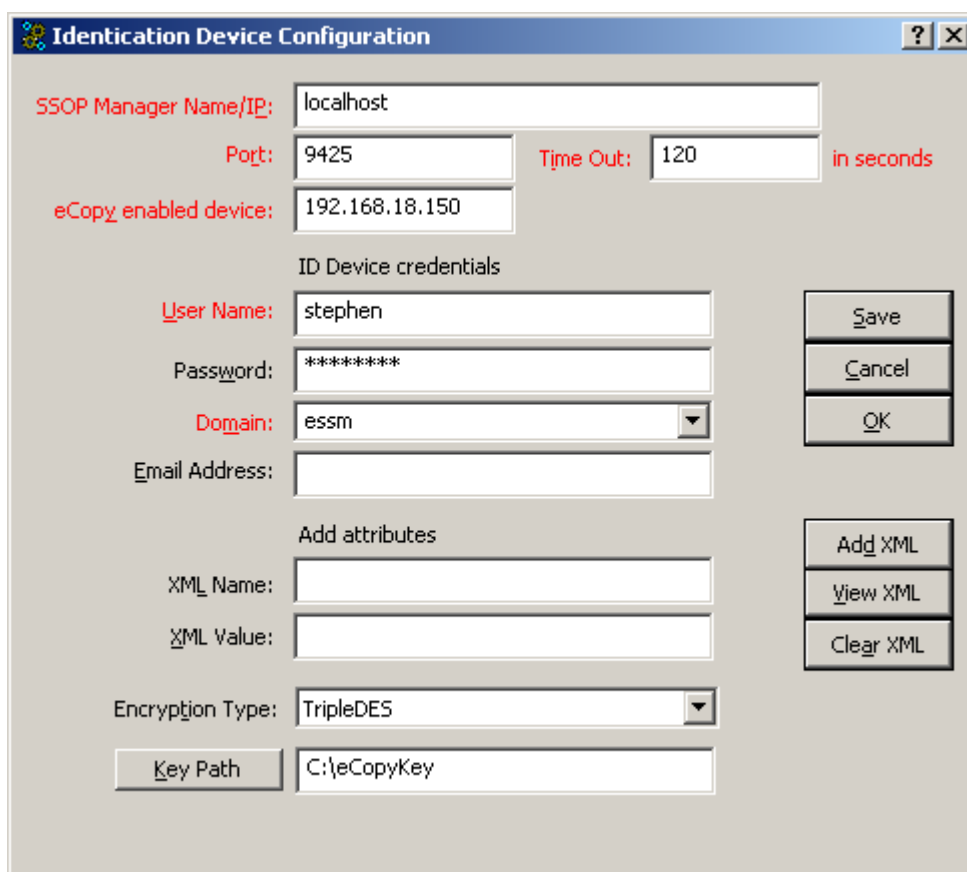 Identication Device Configuration
SSOP Manager Name/IP: localhost
Port: 9425 Time Out: 120 in seconds
eCopy enabled device: 192.168.18.150
ID Device credentials
User Name: stephen Save
Password: ******** Cancel
Domain: essm OK
Email Address:
Add attributes Add XML
XML Name: View XML
XML Value: Clear XML
Encryption Type: TripleDES
Key Path C:\eCopyKey